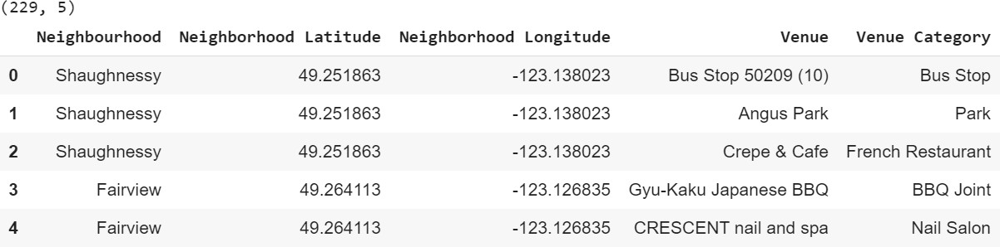 (229, 5)
Neighbourhood Neighborhood Latitude Neighborhood Longitude Venue Venue Category
0 Shaughnessy 49.251863 -123.138023 Bus Stop 50209 (10) Bus Stop
1 Shaughnessy 49.251863 -123.138023 Angus Park Park
2 Shaughnessy 49.251863 -123.138023 Crepe & Cafe French Restaurant
3 Fairview 49.264113 -123.126835 Gyu-Kaku Japanese BBQ BBQ Joint
4 Fairview 49.264113 -123.126835 CRESCENT nail and spa Nail Salon